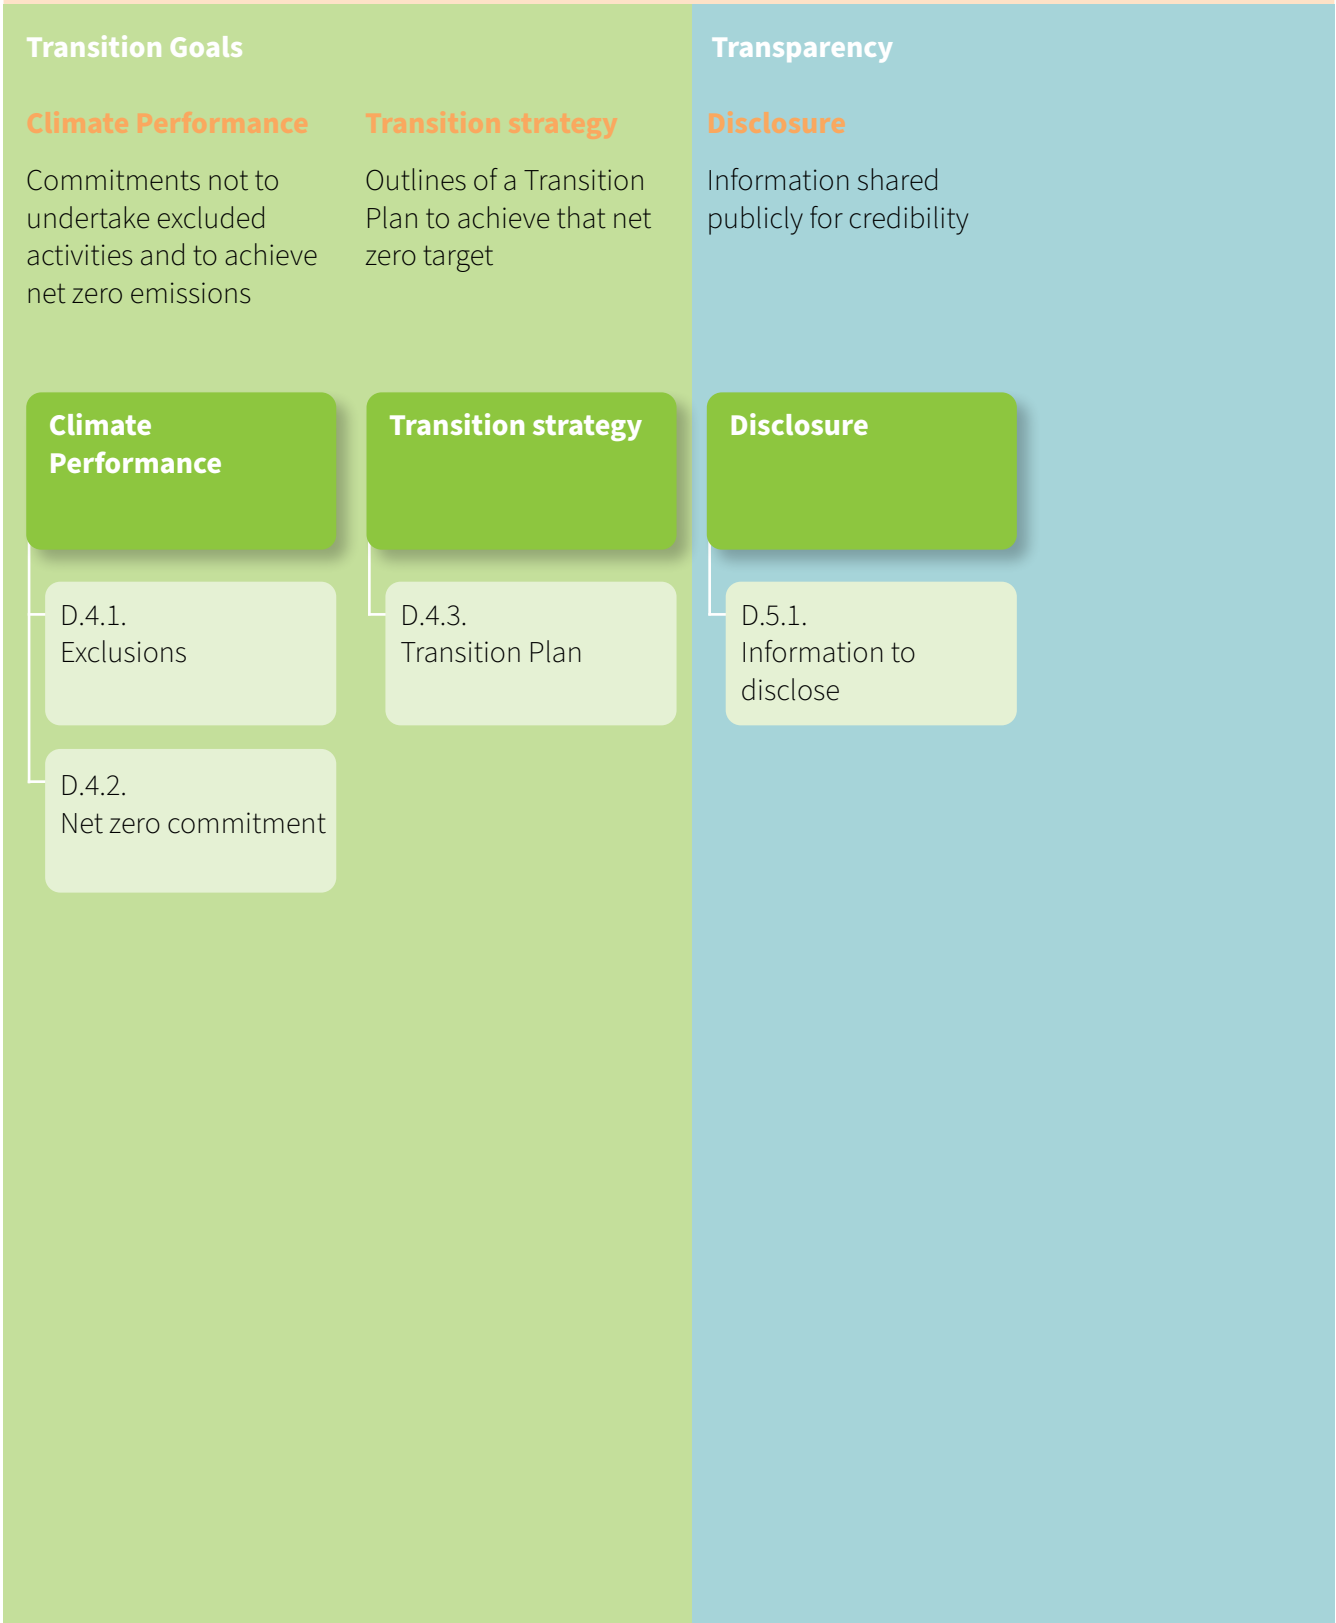 Transition Goals
Transparency
Climate Performance
Commitments not to
undertake excluded
activities and to achieve
net zero emissions
Transition strategy
Outlines of a Transition
Plan to achieve that net
zero target
Disclosure
Information shared
publicly for credibility
Climate
Performance
D.4.1.
Exclusions
D.4.2.
Net zero commitment
Transition strategy
D.4.3.
Transition Plan
Disclosure
D.5.1.
Information to
disclose